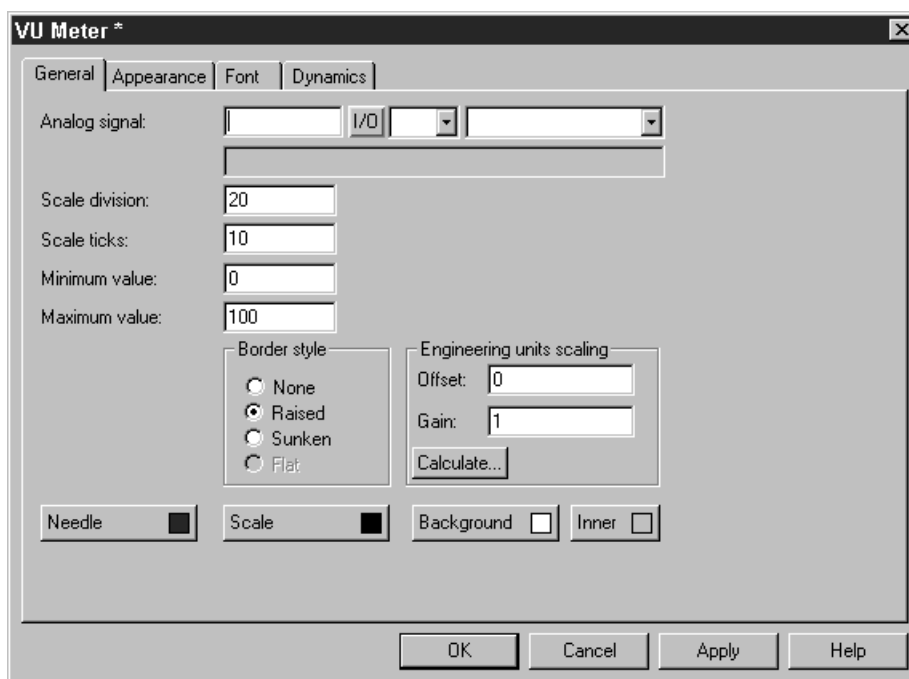 VU Meter *
General Appearance Font Dynamics
Analog signal: I/O
Scale division: 20
Scale ticks: 10
Minimum value: 0
Maximum value: 100
Border style
None
Raised
Sunken
Flat
Engineering units scaling
Offset: 0
Gain: 1
Calculate...
Needle Scale Background Inner
OK Cancel Apply Help